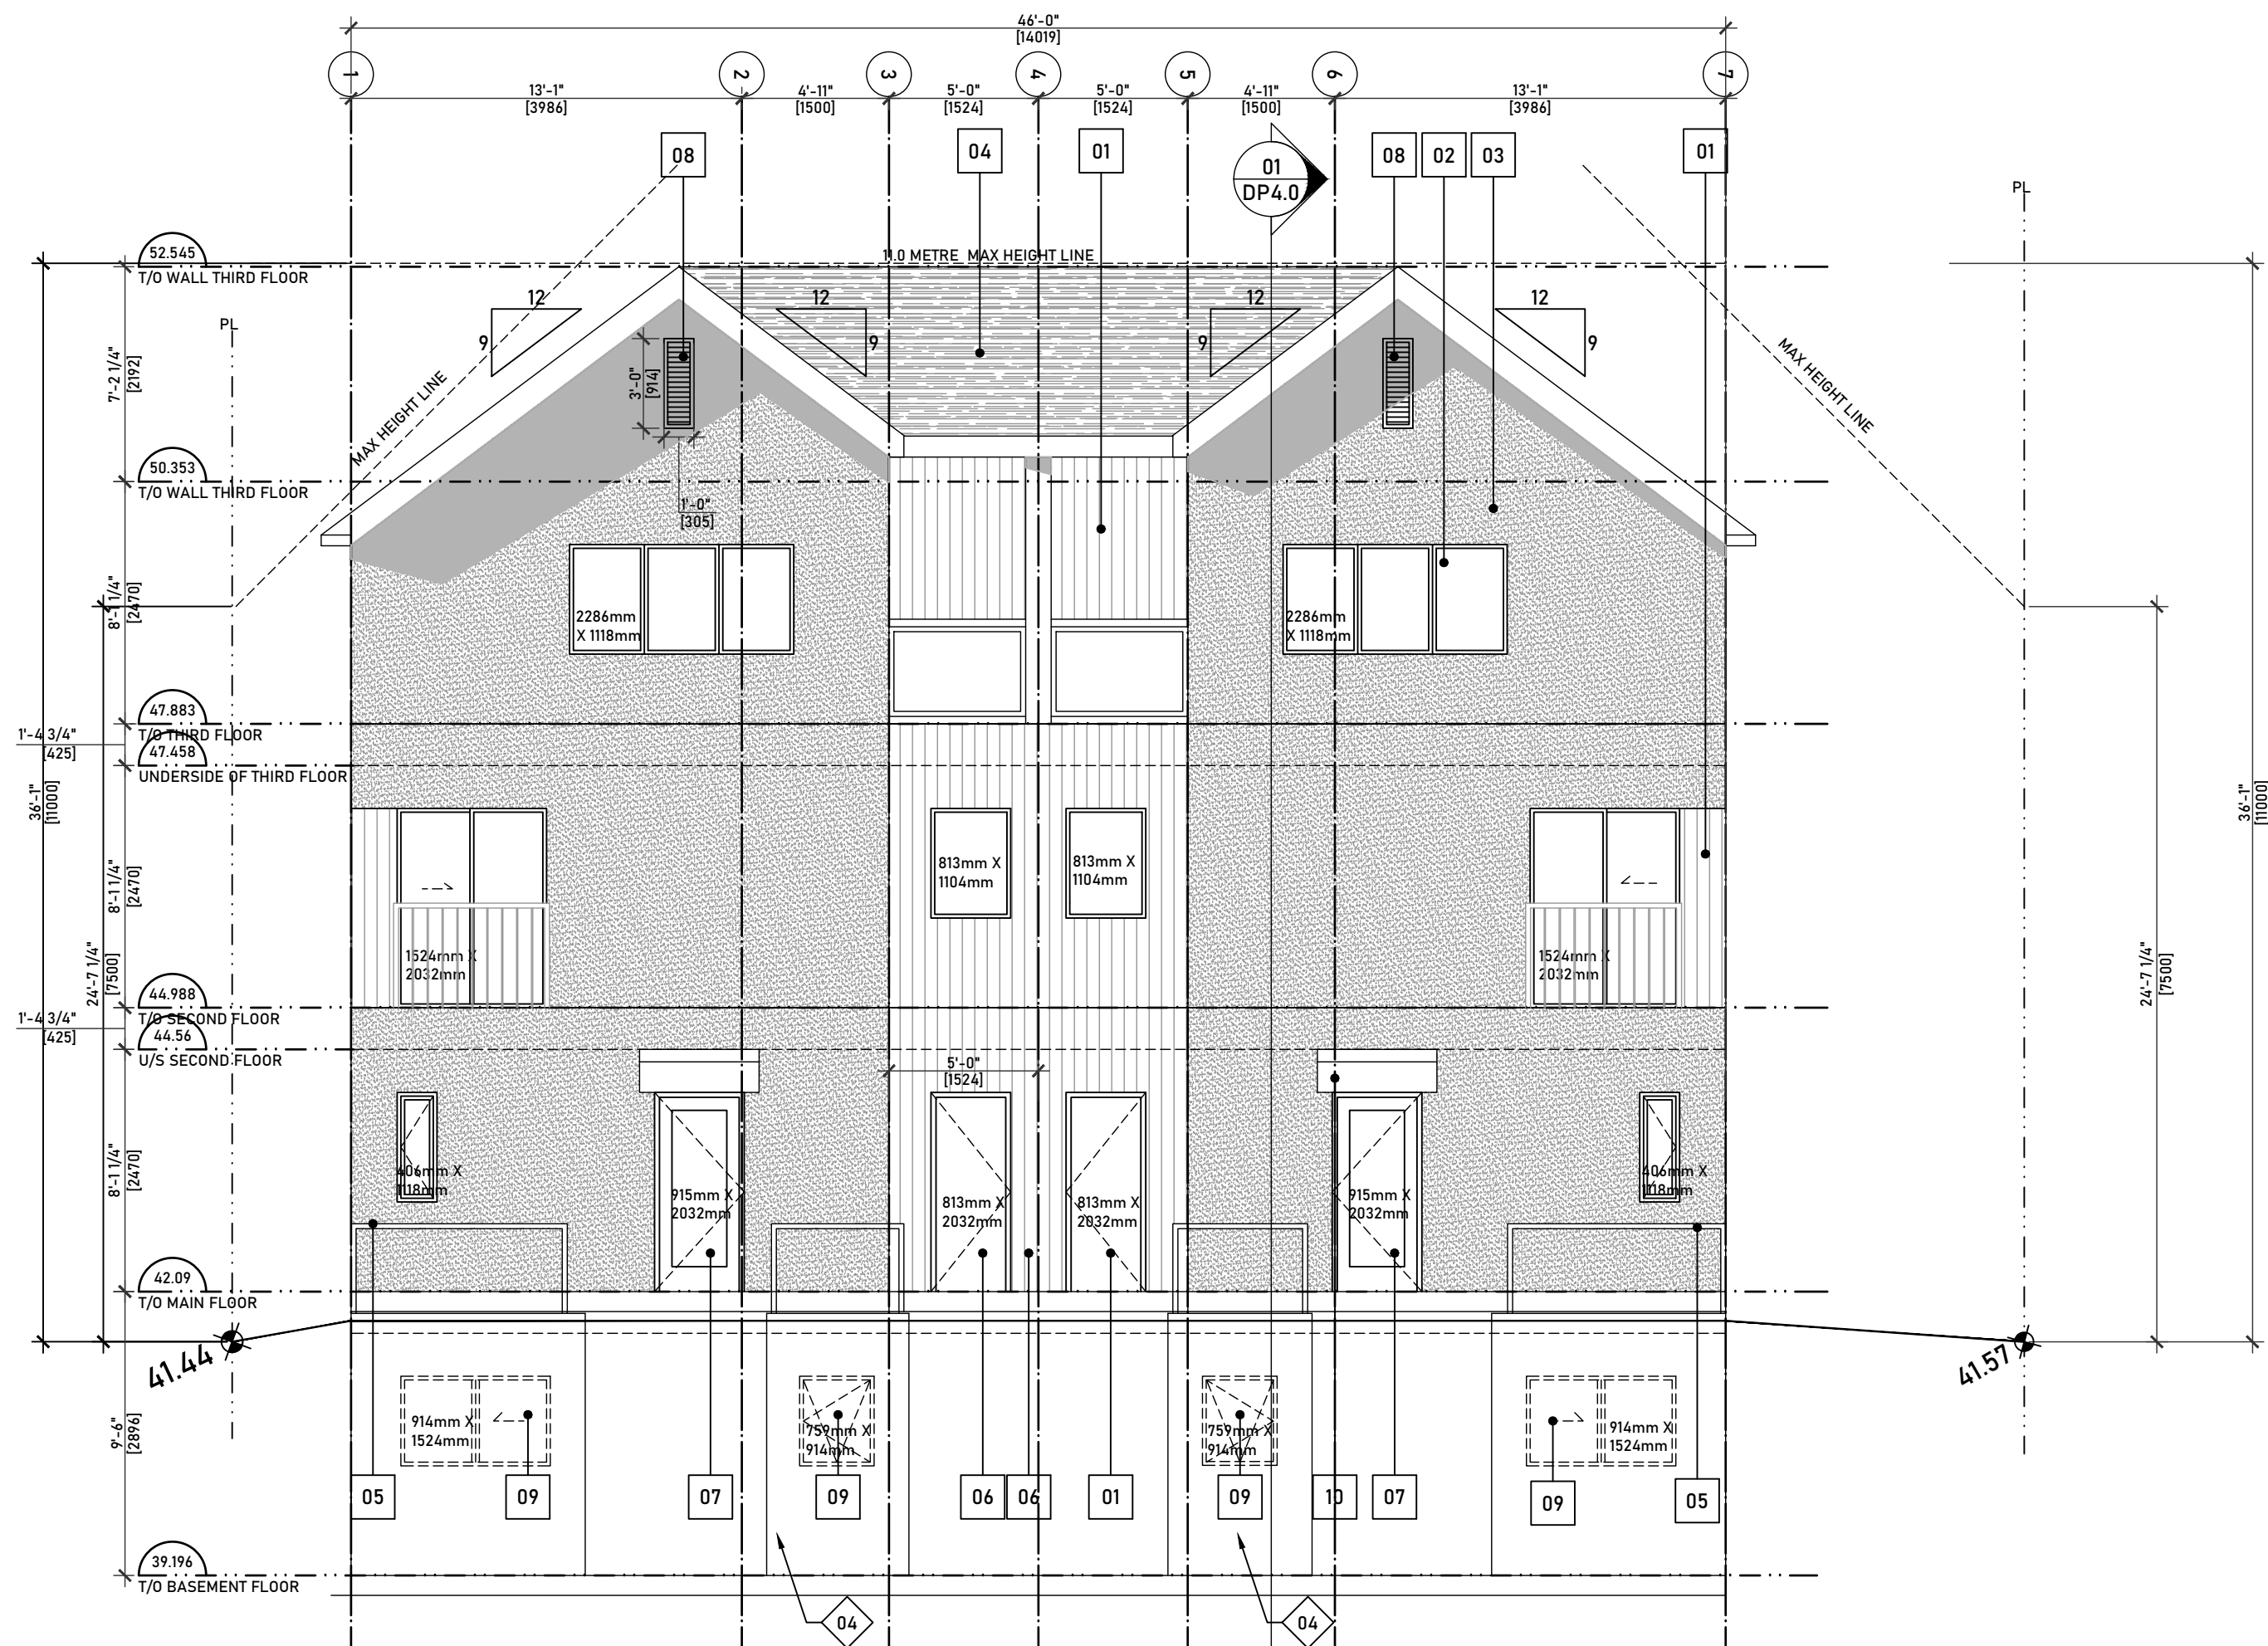 46'-0"
[14019]
1
2
3
4
5
6
7
13'-1"
[3986]
4'-11"
[1500]
5'-0"
[1524]
5'-0"
[1524]
4'-11"
[1500]
13'-1"
[3986]
08
04
01
01
DP4.0
08
02
03
01
PL
PL
52.545
T/O WALL THIRD FLOOR
11.0 METRE MAX HEIGHT LINE
12
9
12
9
12
9
12
9
MAX HEIGHT LINE
MAX HEIGHT LINE
7'-2 1/4"
[2192]
3'-0"
[914]
1'-0"
[305]
50.353
T/O WALL THIRD FLOOR
8'-1 1/4"
[2470]
2286mm
X 1118mm
2286mm
X 1118mm
47.883
T/O THIRD FLOOR
1'-4 3/4"
[425]
47.458
UNDERSIDE OF THIRD FLOOR
36'-1"
[11000]
36'-1"
[11000]
8'-1 1/4"
[2470]
813mm X
1104mm
813mm X
1104mm
24'-7 1/4"
[7500]
24'-7 1/4"
[7500]
1524mm X
2032mm
1524mm X
2032mm
44.988
T/O SECOND FLOOR
1'-4 3/4"
[425]
44.56
U/S SECOND FLOOR
5'-0"
[1524]
8'-1 1/4"
[2470]
406mm X
1118mm
915mm X
2032mm
813mm X
2032mm
813mm X
2032mm
915mm X
2032mm
406mm X
1118mm
42.09
T/O MAIN FLOOR
41.44
41.57
9'-6"
[2896]
914mm X
1524mm
759mm X
914mm
759mm X
914mm
914mm X
1524mm
05
09
07
09
06
06
01
09
10
07
09
05
39.196
T/O BASEMENT FLOOR
04
04